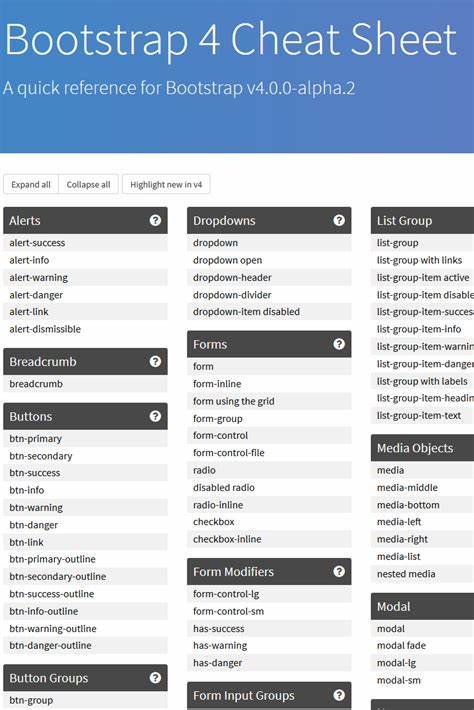 Bootstrap 4 Cheat Sheet
A quick reference for Bootstrap v4.0.0-alpha.2
Expand all
Collapse all
Highlight new in v4
Alerts ?
alert-success
alert-info
alert-warning
alert-danger
alert-link
alert-dismissible
Breadcrumb ?
breadcrumb
Buttons ?
btn-primary
btn-secondary
btn-success
btn-info
btn-warning
btn-danger
btn-link
btn-primary-outline
btn-secondary-outline
btn-success-outline
btn-info-outline
btn-warning-outline
btn-danger-outline
Button Groups ?
btn-group
Dropdowns ?
dropdown
dropdown open
dropdown-header
dropdown-divider
dropdown-item disabled
Forms ?
form
form-inline
form using the grid
form-group
form-control
form-control-file
radio
disabled radio
radio-inline
checkbox
checkbox-inline
Form Modifiers ?
form-control-lg
form-control-sm
has-success
has-warning
has-danger
Form Input Groups ?
List Group
list-group
list-group with links
list-group-item active
list-group-item disable
list-group-item-succes
list-group-item-info
list-group-item-warnin
list-group-item-danger
list-group with labels
list-group-item-headin
list-group-item-text
Media Objects
media
media-middle
media-bottom
media-left
media-right
media-list
nested media
Modal
modal
modal fade
modal-lg
modal-sm